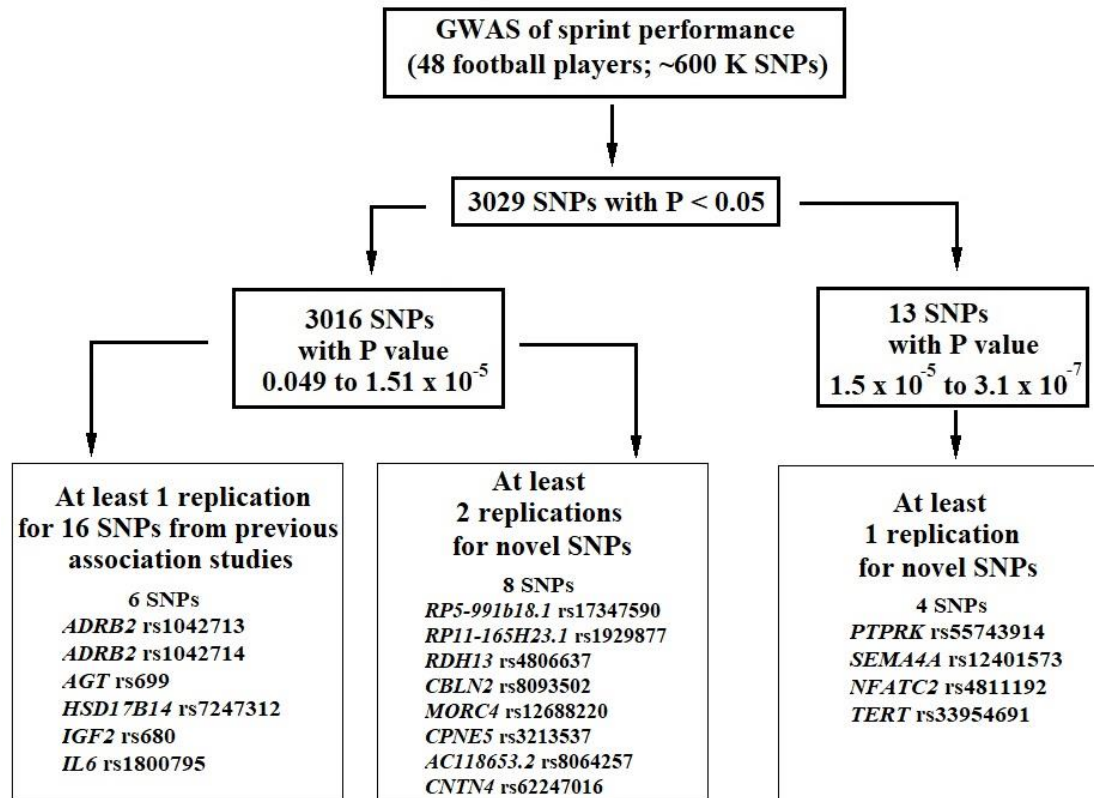 GWAS of sprint performance
(48 football players; ~600 K SNPs)
3029 SNPs with P < 0.05
3016 SNPs
with P value
0.049 to 1.51 x 10⁻⁵
13 SNPs
with P value
1.5 x 10⁻⁵ to 3.1 x 10⁻⁷
At least 1 replication
for 16 SNPs from previous
association studies
6 SNPs
ADRB2 rs1042713
ADRB2 rs1042714
AGT rs699
HSD17B14 rs7247312
IGF2 rs680
IL6 rs1800795
At least
2 replications
for novel SNPs
8 SNPs
RP5-991b18.1 rs17347590
RP11-165H23.1 rs1929877
RDH13 rs4806637
CBLN2 rs8093502
MORC4 rs12688220
CPNE5 rs3213537
AC118653.2 rs8064257
CNTN4 rs62247016
At least
1 replication
for novel SNPs
4 SNPs
PTPRK rs55743914
SEMA4A rs12401573
NFATC2 rs4811192
TERT rs33954691